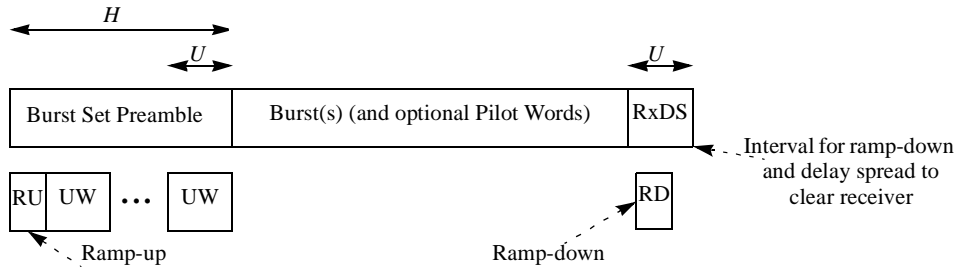 H
U
U
Burst Set Preamble
Burst(s) (and optional Pilot Words)
RxDS
Interval for ramp-down
and delay spread to
clear receiver
RU
UW
...
UW
RD
Ramp-up
Ramp-down